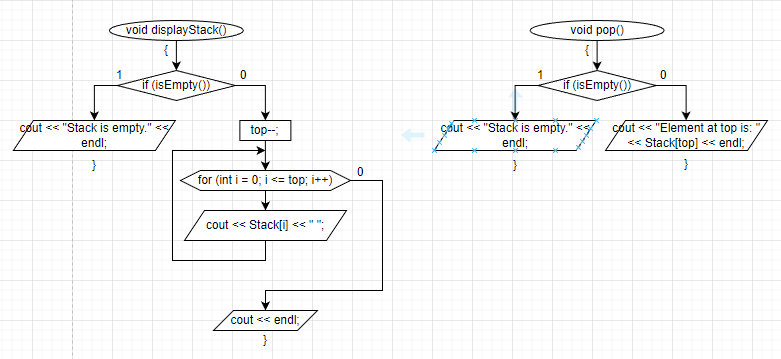 void displayStack()
{
if (isEmpty())
1
0
cout << "Stack is empty." <<
endl;
}
top--;
for (int i = 0; i <= top; i++)
0
cout << Stack[i] << " ";
cout << endl;
}
void pop()
{
if (isEmpty())
1
0
cout << "Stack is empty." <<
endl;
}
cout << "Element at top is: "
<< Stack[top] << endl;
}